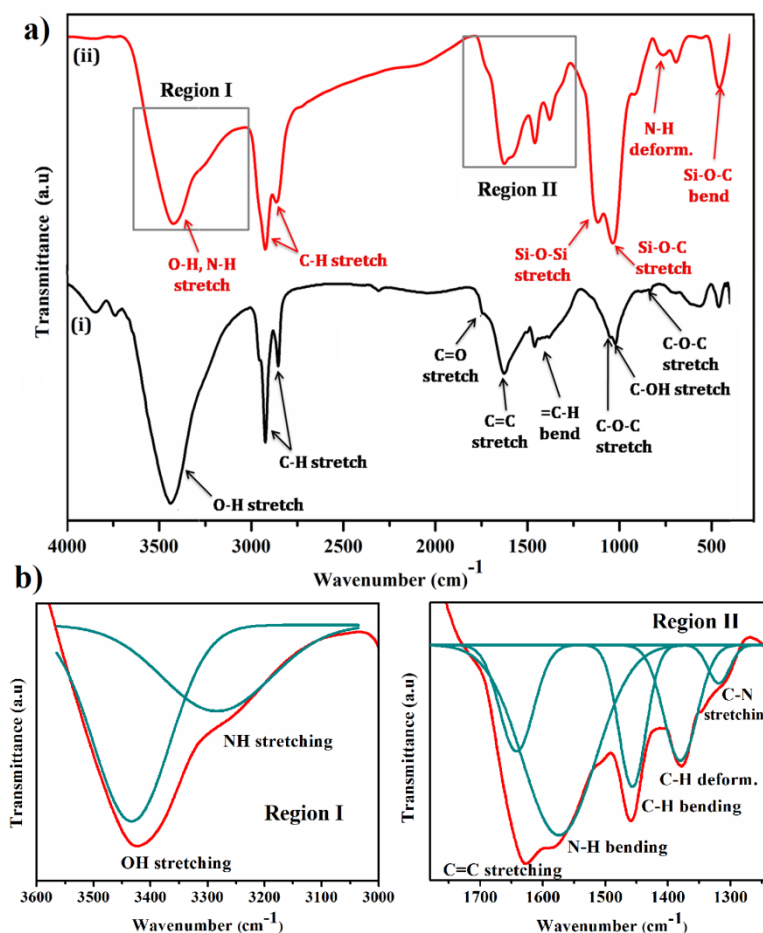 a)
(ii)
Region I
Region II
N-H
deform.
Si-O-C
bend
O-H, N-H
stretch
C-H stretch
Si-O-Si
stretch
Si-O-C
stretch
Transmittance (a.u)
(i)
C=O
stretch
C=C
stretch
=C-H
bend
C-O-C
stretch
C-OH stretch
C-O-C
stretch
C-H stretch
O-H stretch
4000 3500 3000 2500 2000 1500 1000 500
Wavenumber (cm)-1
b)
Transmittance (a.u)
NH stretching
Region I
OH stretching
3600 3500 3400 3300 3200 3100 3000
Wavenumber (cm-1)
Transmittance (a.u)
Region II
C-N
stretchin
C-H deform.
C-H bending
N-H bending
C=C stretching
1700 1600 1500 1400 1300
Wavenumber (cm-1)